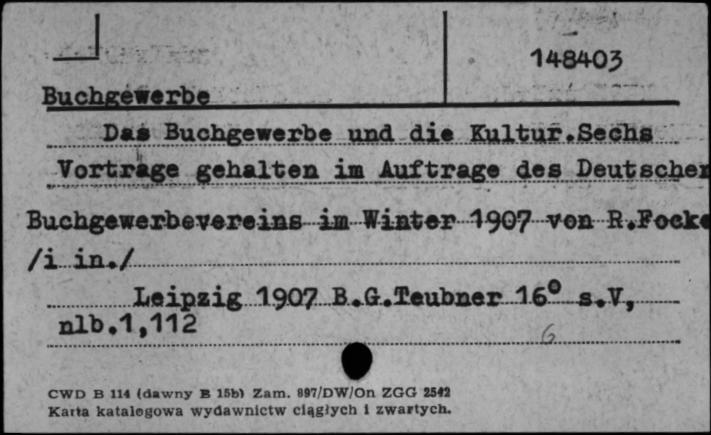 148403
Buchgewerbe
Das Buchgewerbe und die Kultur.Sechs
Vorträge gehalten im Auftrage des Deutschen
Buchgewerbevereins im Winter 1907 von R.Focke
/i in./
Leipzig 1907 B.G.Teubner 16° s.V,
nlb.1,112
6
CWD B 114 (dawny B 15b) Zam. 897/DW/On ZGG 2542
Karta katalogowa wydawnictw ciągłych i zwartych.